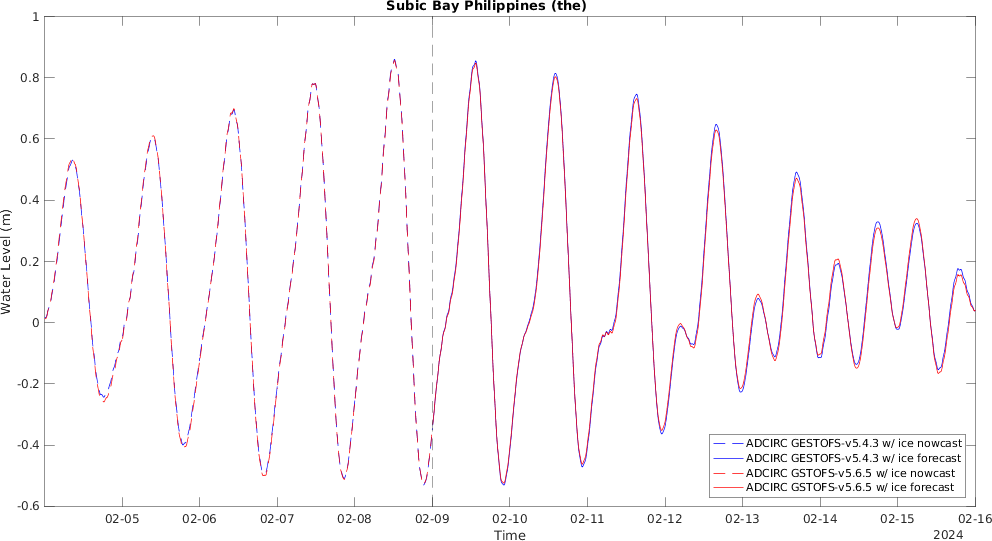 Subic Bay Philippines (the)
1
0.8
0.6
0.4
0.2
0
-0.2
-0.4
-0.6
Water Level (m)
ADCIRC GESTOFS-v5.4.3 w/ ice nowcast
ADCIRC GESTOFS-v5.4.3 w/ ice forecast
ADCIRC GSTOFS-v5.6.5 w/ ice nowcast
ADCIRC GSTOFS-v5.6.5 w/ ice forecast
02-05 02-06 02-07 02-08 02-09 02-10 02-11 02-12 02-13 02-14 02-15 02-16
Time
2024